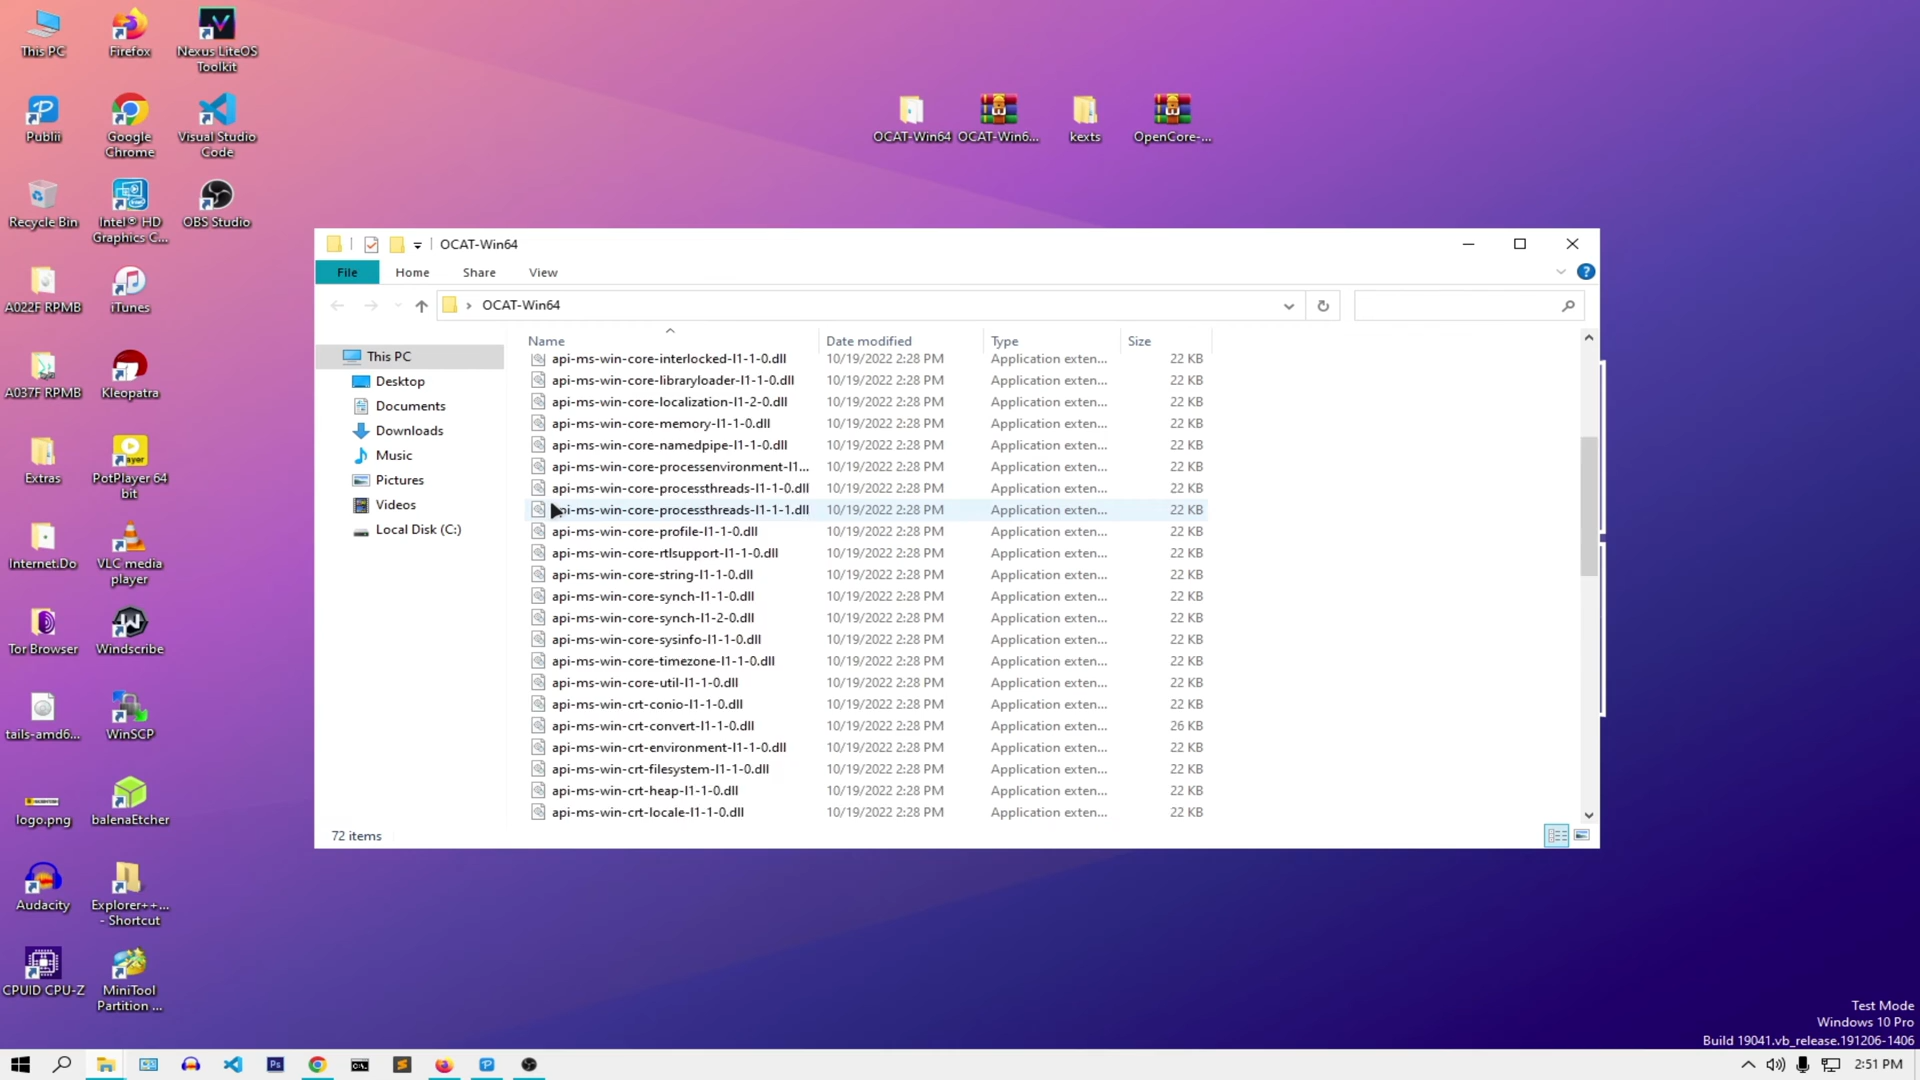 This PC
Firefox
Nexus LiteOS
Toolkit
Publii
Google
Chrome
Visual Studio
Code
Recycle Bin
Intel® HD
Graphics C...
OBS Studio
A022F RPMB
iTunes
A037F RPMB
Kleopatra
Extras
PotPlayer 64
bit
Internet.Do
VLC media
player
Tor Browser
Windscribe
tails-amd6...
WinSCP
logo.png
balenaEtcher
Audacity
Explorer++...
- Shortcut
CPUID CPU-Z
MiniTool
Partition ...
OCAT-Win64
OCAT-Win6...
kexts
OpenCore-...
OCAT-Win64
File
Home
Share
View
OCAT-Win64
This PC
Desktop
Documents
Downloads
Music
Pictures
Videos
Local Disk (C:)
Name Date modified Type Size
api-ms-win-core-interlocked-l1-1-0.dll 10/19/2022 2:28 PM Application exten... 22 KB
api-ms-win-core-libraryloader-l1-1-0.dll 10/19/2022 2:28 PM Application exten... 22 KB
api-ms-win-core-localization-l1-2-0.dll 10/19/2022 2:28 PM Application exten... 22 KB
api-ms-win-core-memory-l1-1-0.dll 10/19/2022 2:28 PM Application exten... 22 KB
api-ms-win-core-namedpipe-l1-1-0.dll 10/19/2022 2:28 PM Application exten... 22 KB
api-ms-win-core-processenvironment-l1... 10/19/2022 2:28 PM Application exten... 22 KB
api-ms-win-core-processthreads-l1-1-0.dll 10/19/2022 2:28 PM Application exten... 22 KB
api-ms-win-core-processthreads-l1-1-1.dll 10/19/2022 2:28 PM Application exten... 22 KB
api-ms-win-core-profile-l1-1-0.dll 10/19/2022 2:28 PM Application exten... 22 KB
api-ms-win-core-rtlsupport-l1-1-0.dll 10/19/2022 2:28 PM Application exten... 22 KB
api-ms-win-core-string-l1-1-0.dll 10/19/2022 2:28 PM Application exten... 22 KB
api-ms-win-core-synch-l1-1-0.dll 10/19/2022 2:28 PM Application exten... 22 KB
api-ms-win-core-synch-l1-2-0.dll 10/19/2022 2:28 PM Application exten... 22 KB
api-ms-win-core-sysinfo-l1-1-0.dll 10/19/2022 2:28 PM Application exten... 22 KB
api-ms-win-core-timezone-l1-1-0.dll 10/19/2022 2:28 PM Application exten... 22 KB
api-ms-win-core-util-l1-1-0.dll 10/19/2022 2:28 PM Application exten... 22 KB
api-ms-win-crt-conio-l1-1-0.dll 10/19/2022 2:28 PM Application exten... 22 KB
api-ms-win-crt-convert-l1-1-0.dll 10/19/2022 2:28 PM Application exten... 26 KB
api-ms-win-crt-environment-l1-1-0.dll 10/19/2022 2:28 PM Application exten... 22 KB
api-ms-win-crt-filesystem-l1-1-0.dll 10/19/2022 2:28 PM Application exten... 22 KB
api-ms-win-crt-heap-l1-1-0.dll 10/19/2022 2:28 PM Application exten... 22 KB
api-ms-win-crt-locale-l1-1-0.dll 10/19/2022 2:28 PM Application exten... 22 KB
72 items
Test Mode
Windows 10 Pro
Build 19041.vb_release.191206-1406
2:51 PM